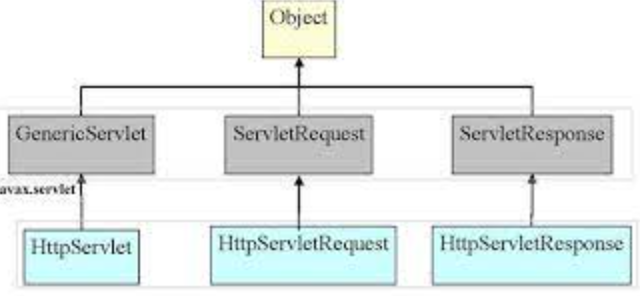 Object
GenericServlet
ServletRequest
ServletResponse
avax.servlet
HttpServlet
HttpServletRequest
HttpServletResponse